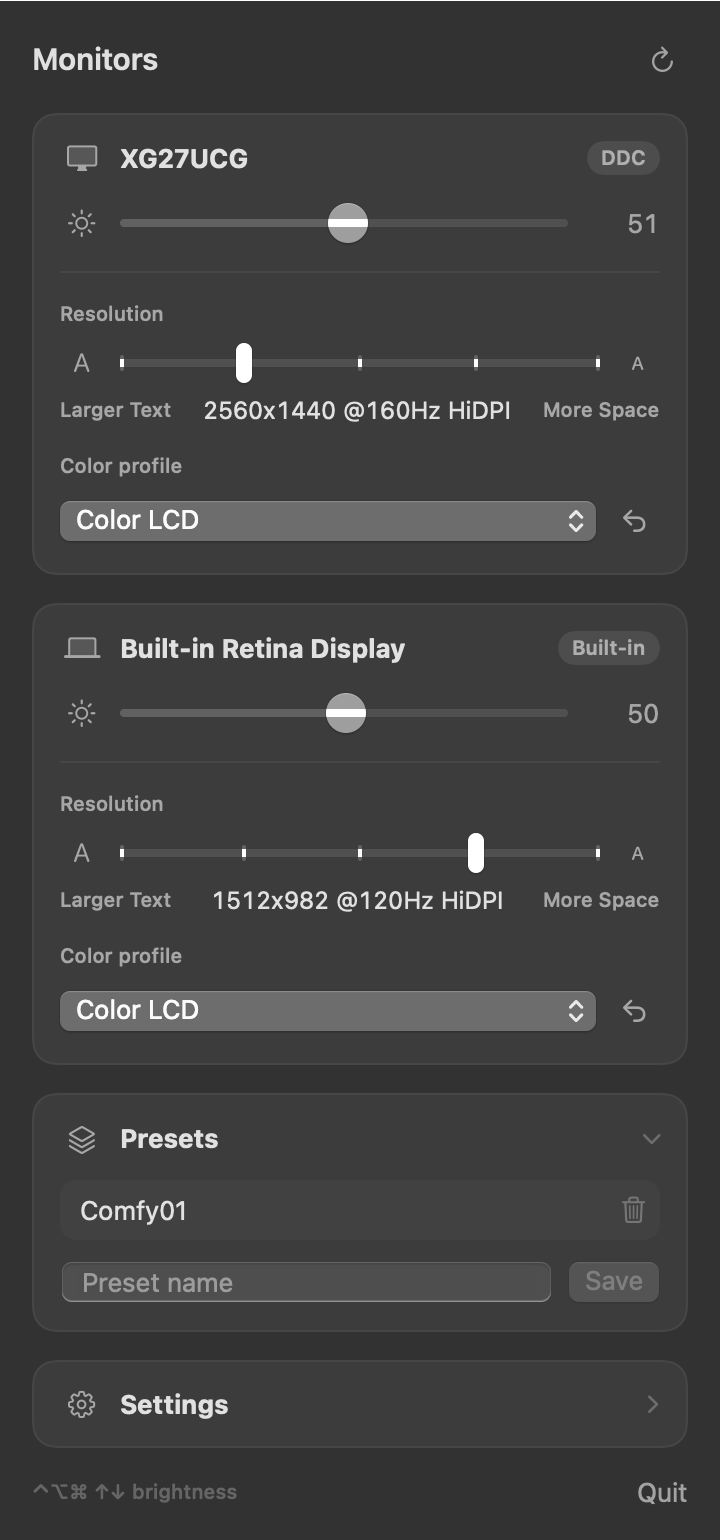 Monitors
XG27UCG
DDC
51
Resolution
A
A
Larger Text
2560x1440 @160Hz HiDPI
More Space
Color profile
Color LCD
Built-in Retina Display
Built-in
50
Resolution
A
A
Larger Text
1512x982 @120Hz HiDPI
More Space
Color profile
Color LCD
Presets
Comfy01
Preset name
Save
Settings
⌃⌥⌘ ↑↓ brightness
Quit